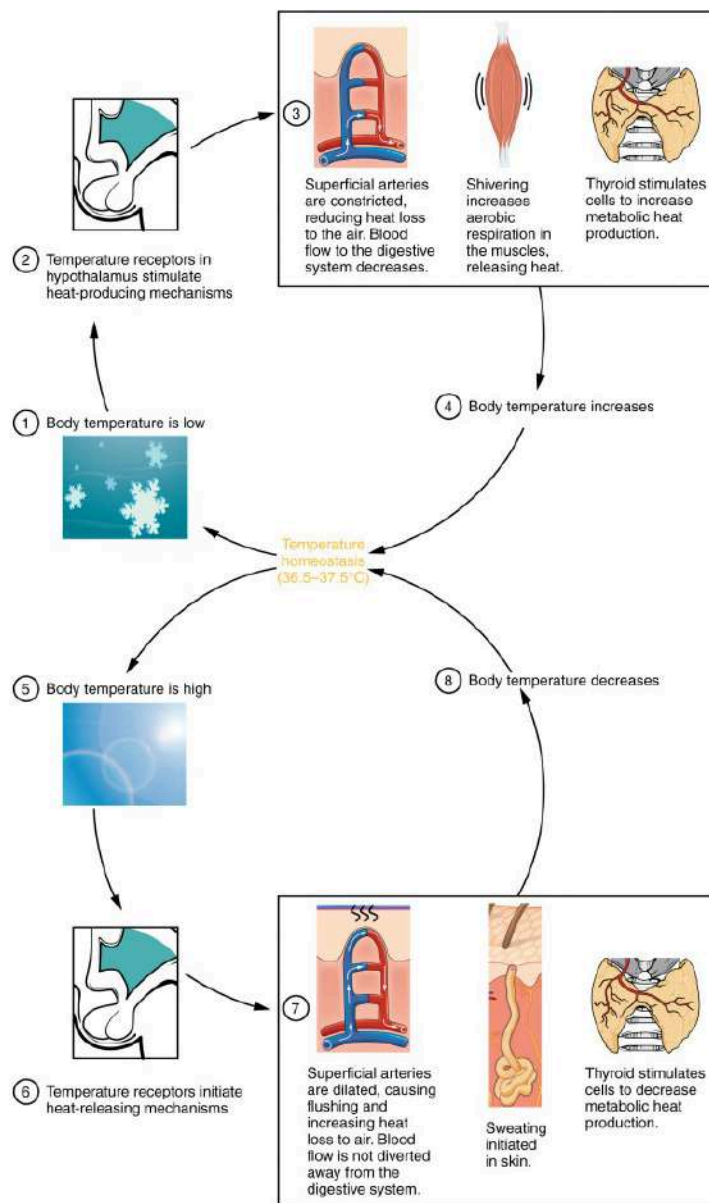 3
Superficial arteries
are constricted,
reducing heat loss
to the air. Blood
flow to the digestive
system decreases.
Shivering
increases
aerobic
respiration in
the muscles,
releasing heat.
Thyroid stimulates
cells to increase
metabolic heat
production.
2 Temperature receptors in
hypothalamus stimulate
heat-producing mechanisms
1 Body temperature is low
4 Body temperature increases
Temperature
homeostasis
(36.5–37.5°C)
5 Body temperature is high
8 Body temperature decreases
6 Temperature receptors initiate
heat-releasing mechanisms
7
Superficial arteries
are dilated, causing
flushing and
increasing heat
loss to air. Blood
flow is not diverted
away from the
digestive system.
Sweating
initiated
in skin.
Thyroid stimulates
cells to decrease
metabolic heat
production.